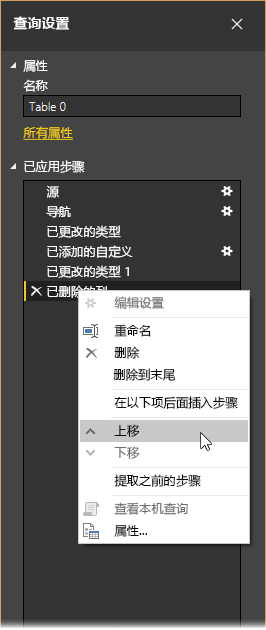 查询设置
属性
名称
Table 0
所有属性
已应用步骤
源
导航
已更改的类型
已添加的自定义
已更改的类型 1
已删除的列
编辑设置
重命名
删除
删除到末尾
在以下项后面插入步骤
上移
下移
提取之前的步骤
查看本机查询
属性...